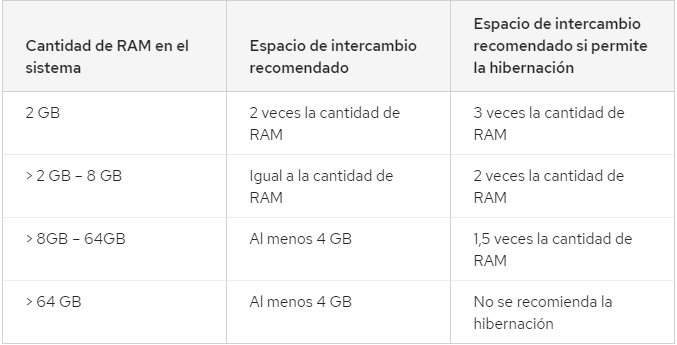 Cantidad de RAM en el
sistema
Espacio de intercambio
recomendado
Espacio de intercambio
recomendado si permite
la hibernación
2 GB
2 veces la cantidad de
RAM
3 veces la cantidad de
RAM
> 2 GB – 8 GB
Igual a la cantidad de
RAM
2 veces la cantidad de
RAM
> 8GB – 64GB
Al menos 4 GB
1,5 veces la cantidad de
RAM
> 64 GB
Al menos 4 GB
No se recomienda la
hibernación